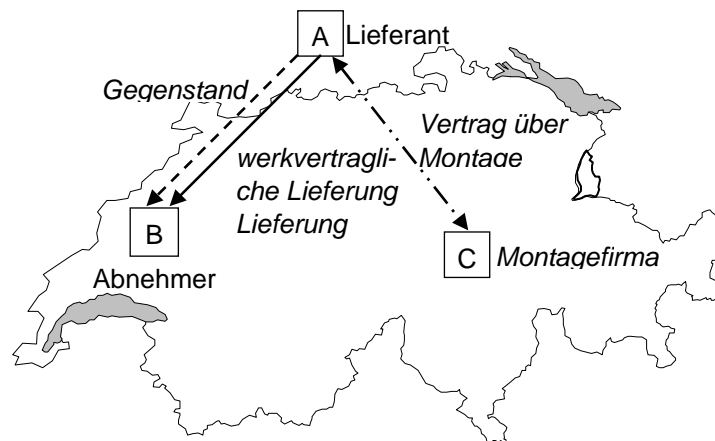 A Lieferant
Gegenstand
Vertrag über
Montage
werkvertragli-
che Lieferung
Lieferung
B
C Montagefirma
Abnehmer